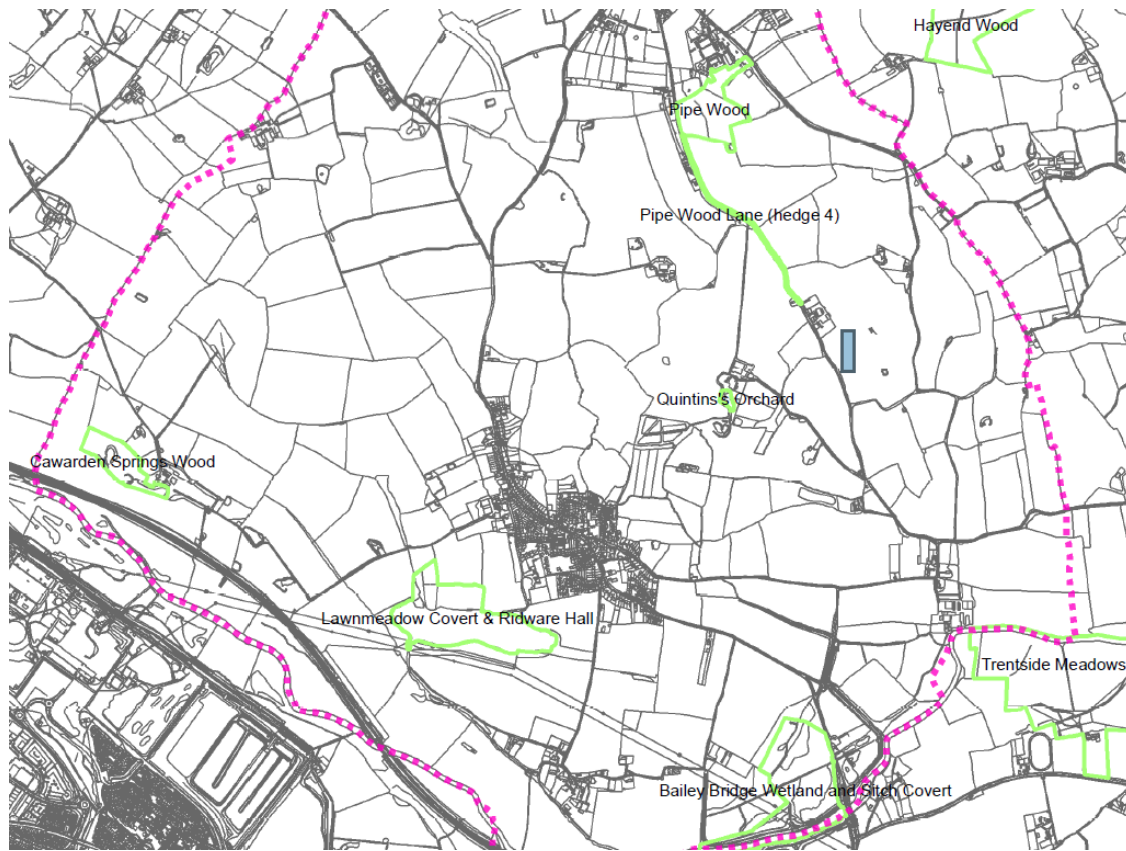 Hayend Wood
Pipe Wood
Pipe Wood Lane (hedge 4)
Quintins's Orchard
Cawarden Springs Wood
Lawnmeadow Covert & Ridware Hall
Trentside Meadows
Bailey Bridge Wetland and Sitch Covert